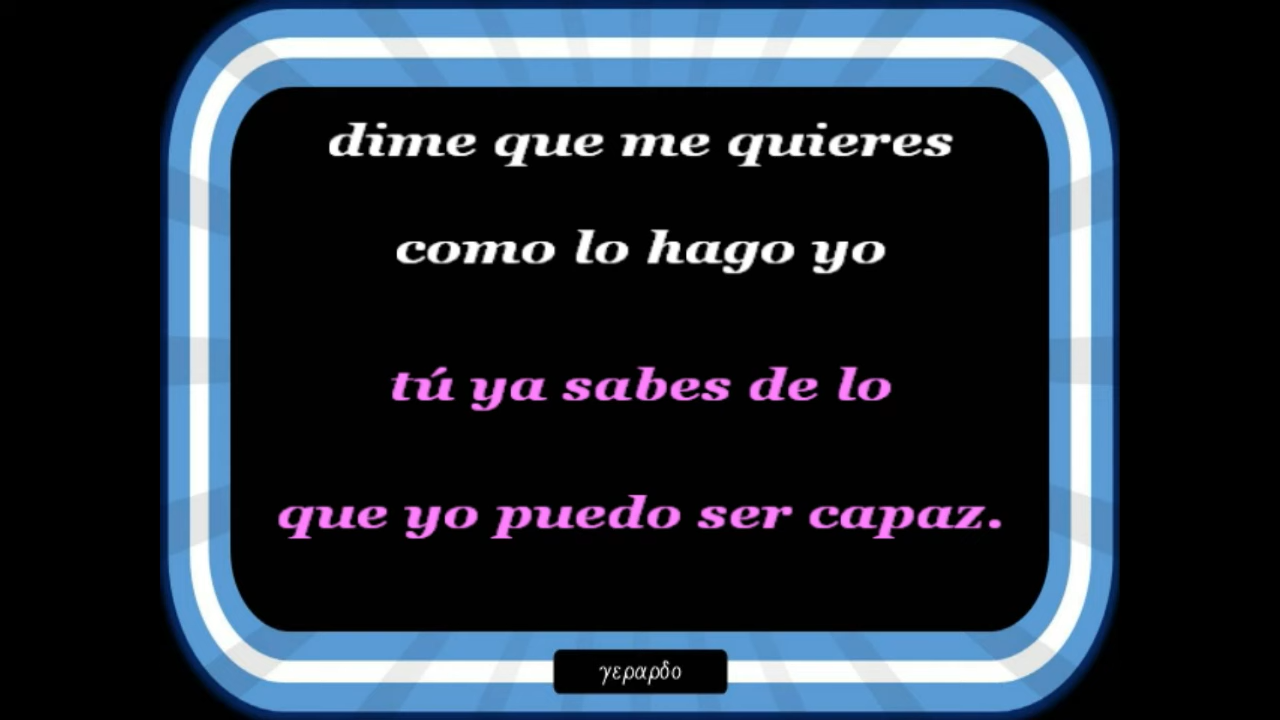 dime que me quieres
como lo hago yo
tú ya sabes de lo
que yo puedo ser capaz.
γεραρδο